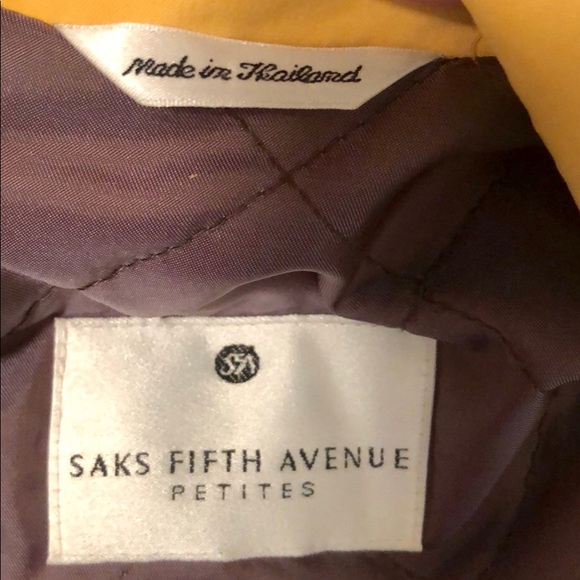 Made in Thailand
SFA
SAKS FIFTH AVENUE
PETITES